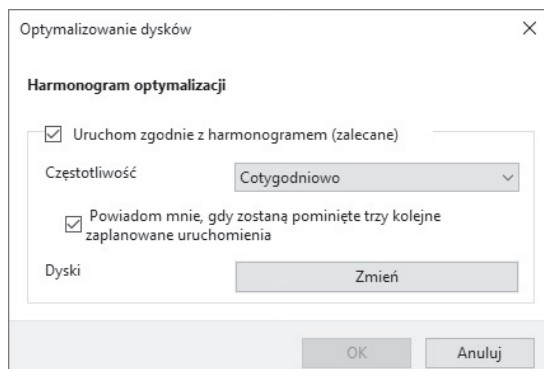 Optymalizowanie dysków
Harmonogram optymalizacji
Uruchom zgodnie z harmonogramem (zalecane)
Częstotliwość
Cotygodniowo
Powiadom mnie, gdy zostaną pominięte trzy kolejne
zaplanowane uruchomienia
Dyski
Zmień
OK
Anuluj